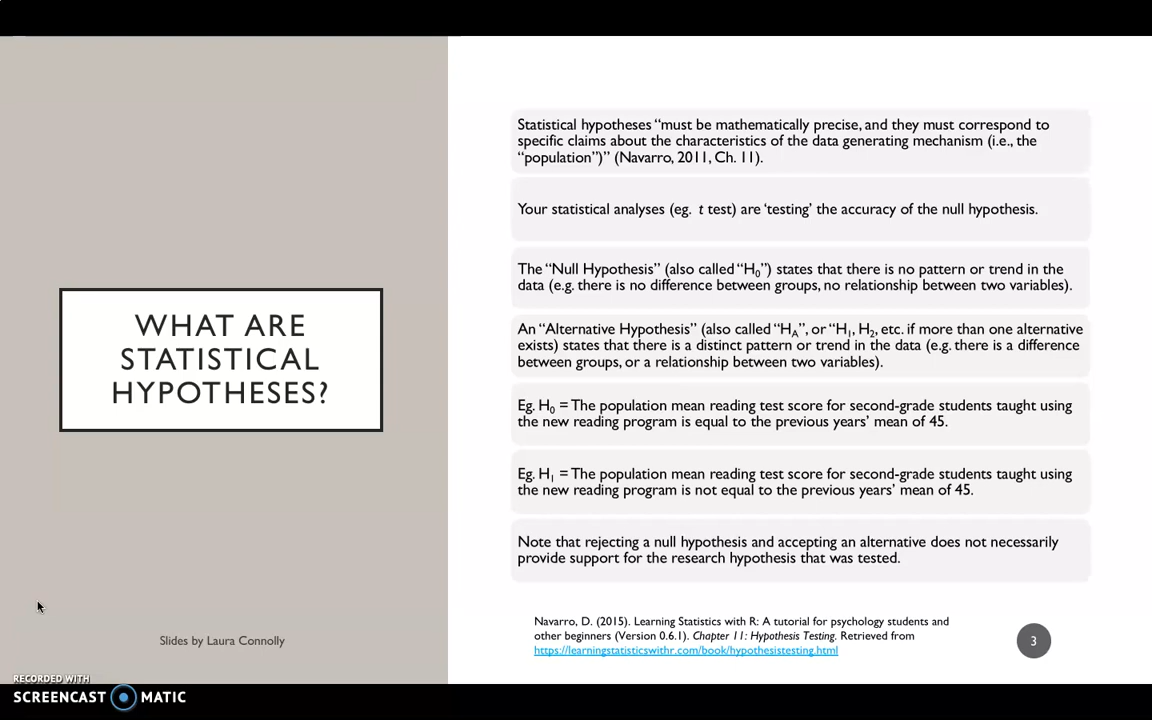 WHAT ARE
STATISTICAL
HYPOTHESES?
Slides by Laura Connolly
Statistical hypotheses “must be mathematically precise, and they must correspond to
specific claims about the characteristics of the data generating mechanism (i.e., the
“population”)” (Navarro, 2011, Ch. 11).
Your statistical analyses (eg. t test) are ‘testing’ the accuracy of the null hypothesis.
The “Null Hypothesis” (also called “H₀”) states that there is no pattern or trend in the
data (e.g. there is no difference between groups, no relationship between two variables).
An “Alternative Hypothesis” (also called “Hᴀ”, or “H₁, H₂, etc. if more than one alternative
exists) states that there is a distinct pattern or trend in the data (e.g. there is a difference
between groups, or a relationship between two variables).
Eg. H₀ = The population mean reading test score for second-grade students taught using
the new reading program is equal to the previous years’ mean of 45.
Eg. H₁ = The population mean reading test score for second-grade students taught using
the new reading program is not equal to the previous years’ mean of 45.
Note that rejecting a null hypothesis and accepting an alternative does not necessarily
provide support for the research hypothesis that was tested.
Navarro, D. (2015). Learning Statistics with R: A tutorial for psychology students and
other beginners (Version 0.6.1). Chapter 11: Hypothesis Testing. Retrieved from
https://learningstatisticswithr.com/book/hypothesistesting.html
3
RECORDED WITH
SCREENCAST MATIC